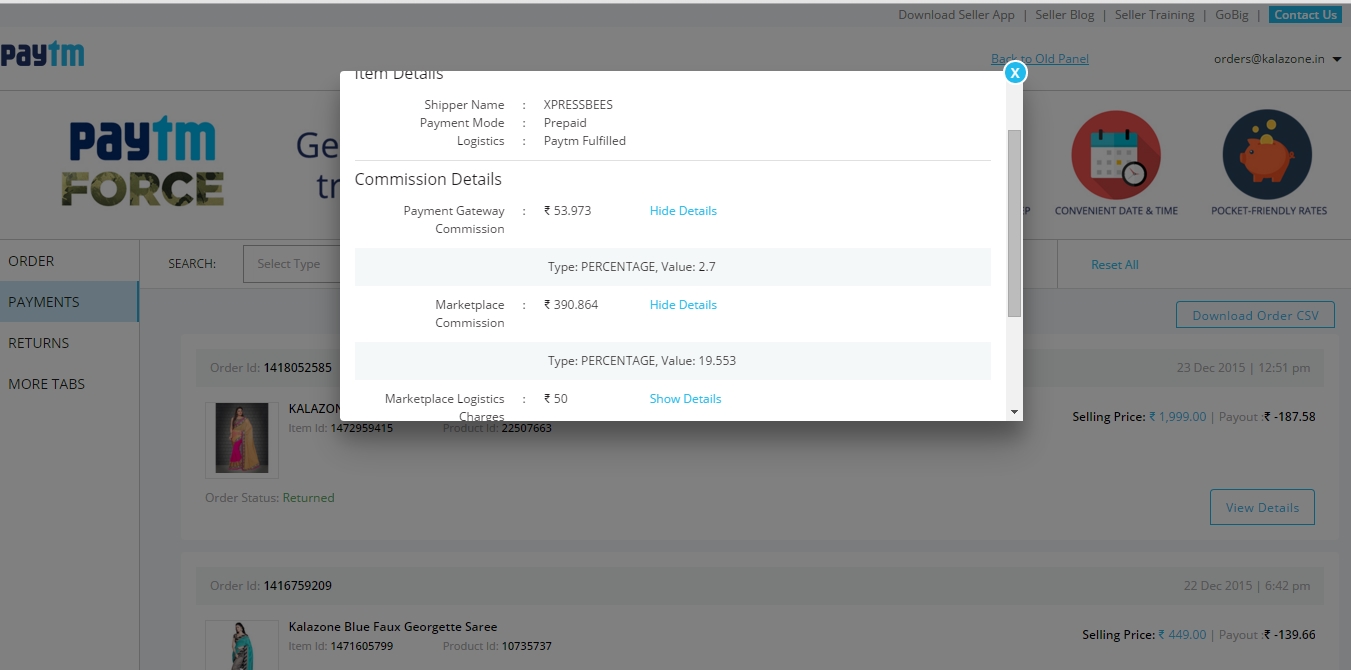 Download Seller App | Seller Blog | Seller Training | GoBig | Contact Us
paytm
Back to Old Panel
orders@kalazone.in
paytm
FORCE
Ge
tr
P
CONVENIENT DATE & TIME
POCKET-FRIENDLY RATES
ORDER
PAYMENTS
RETURNS
MORE TABS
SEARCH:
Select Type
Reset All
Download Order CSV
Item Details
X
Shipper Name : XPRESSBEES
Payment Mode : Prepaid
Logistics : Paytm Fulfilled
Commission Details
Payment Gateway : ₹ 53.973 Hide Details
Commission
Type: PERCENTAGE, Value: 2.7
Marketplace : ₹ 390.864 Hide Details
Commission
Type: PERCENTAGE, Value: 19.553
Marketplace Logistics : ₹ 50 Show Details
Charges
Order Id: 1418052585
23 Dec 2015 | 12:51 pm
KALAZON
Item Id: 1472959415 Product Id: 22507663
Selling Price: ₹ 1,999.00 | Payout :₹ -187.58
Order Status: Returned
View Details
Order Id: 1416759209
22 Dec 2015 | 6:42 pm
Kalazone Blue Faux Georgette Saree
Item Id: 1471605799 Product Id: 10735737
Selling Price: ₹ 449.00 | Payout :₹ -139.66